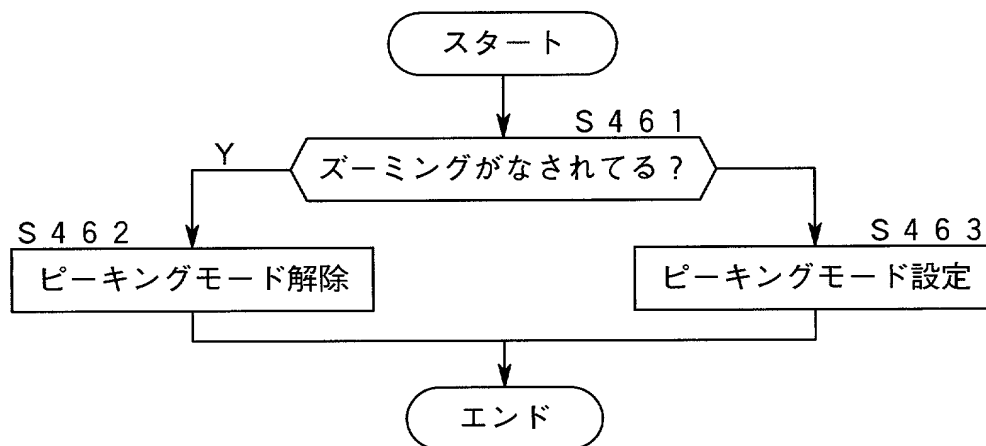 スタート
S461
ズーミングがなされてる？
Y
S462
ピーキングモード解除
S463
ピーキングモード設定
エンド